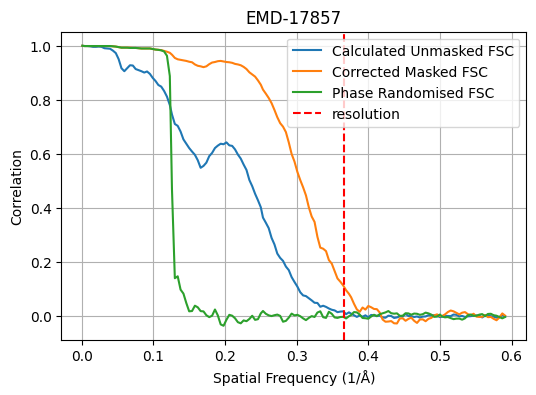 EMD-17857
Calculated Unmasked FSC
Corrected Masked FSC
Phase Randomised FSC
resolution
Correlation
1.0
0.8
0.6
0.4
0.2
0.0
0.0 0.1 0.2 0.3 0.4 0.5 0.6
Spatial Frequency (1/Å)